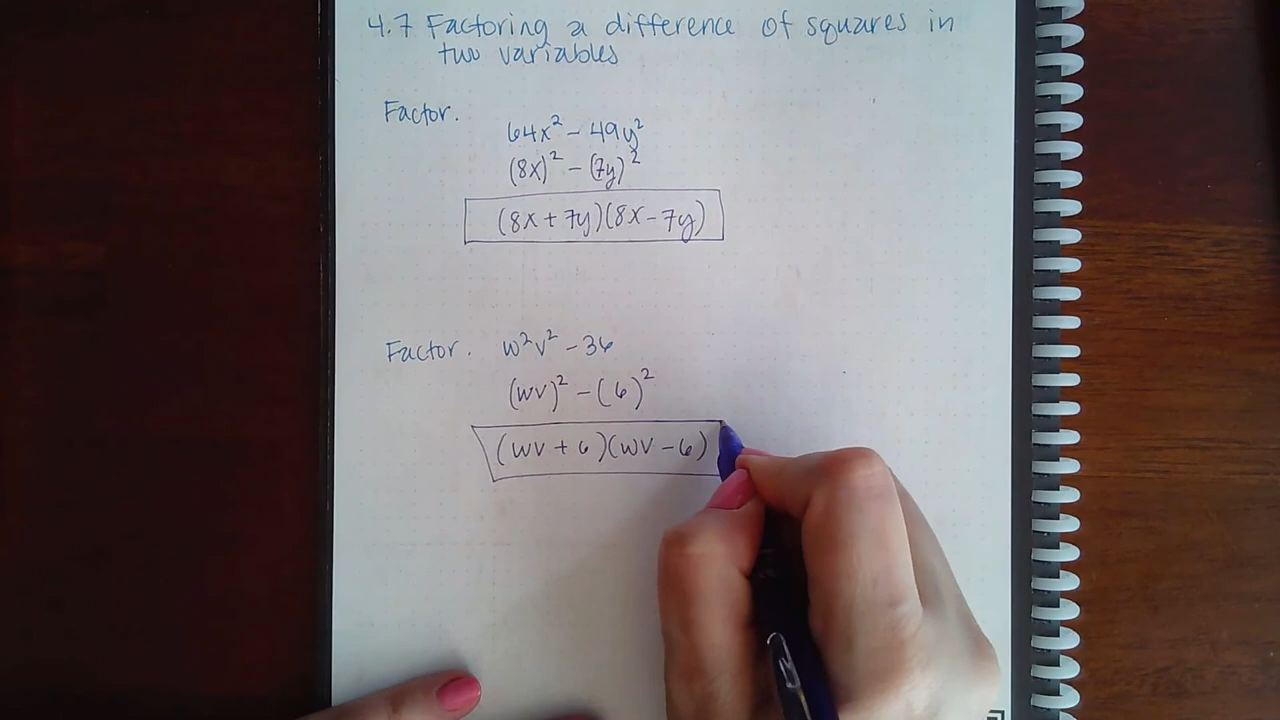 4.7 Factoring a difference of squares in
two variables
Factor.
64x² - 49y²
(8x)² - (7y)²
(8x + 7y)(8x - 7y)
Factor. w²v² - 36
(wv)² - (6)²
(wv + 6)(wv - 6)